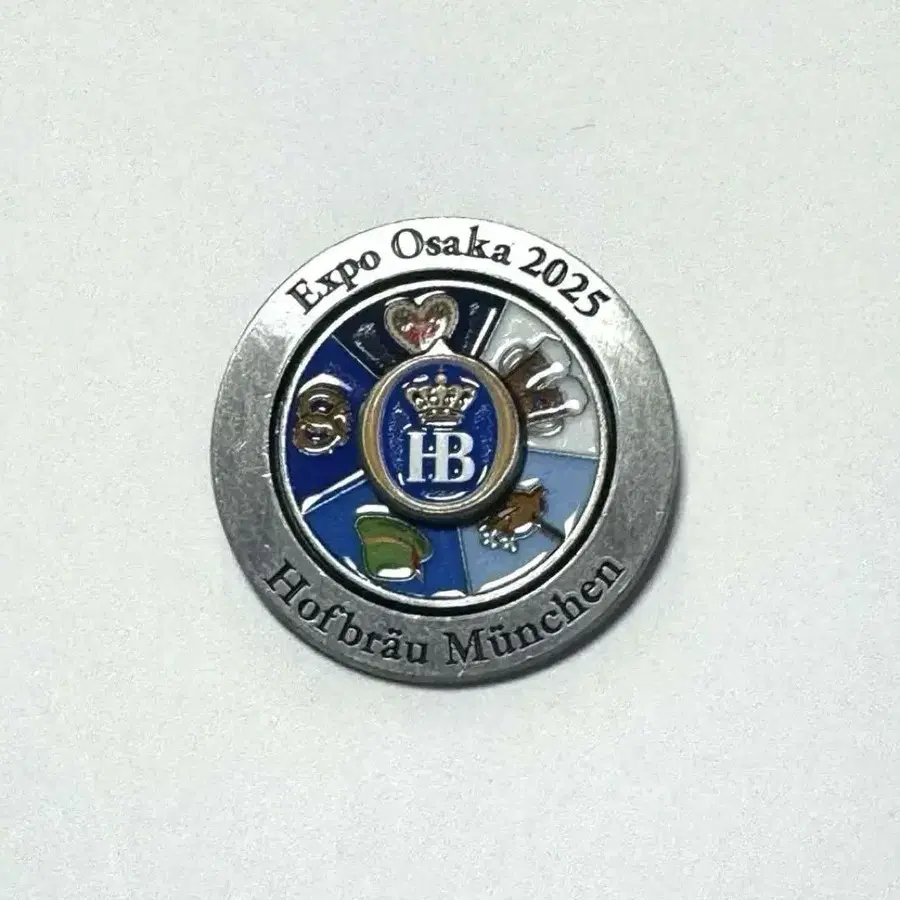 Expo Osaka 2025
HB
Hofbräu München